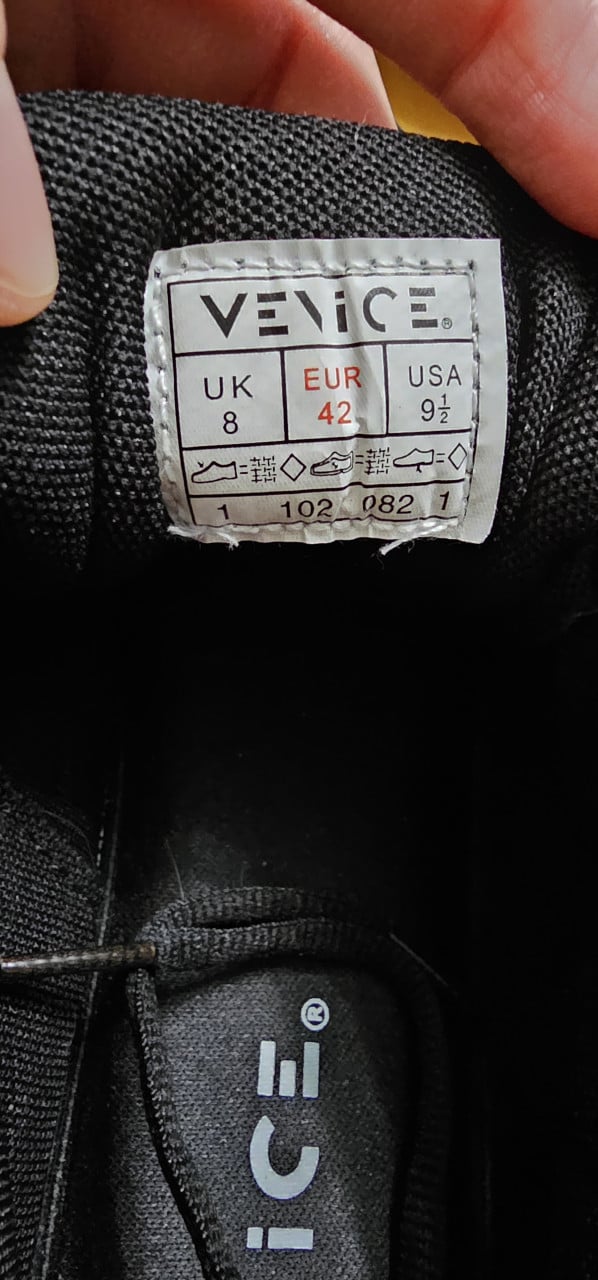 VENiCE®
UK EUR USA
8 42 9½
1 102 082 1
iCE®